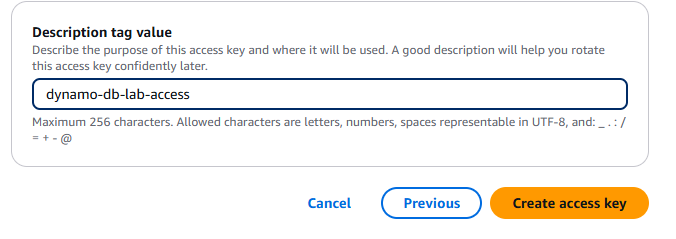 Description tag value
Describe the purpose of this access key and where it will be used. A good description will help you rotate
this access key confidently later.
dynamo-db-lab-access
Maximum 256 characters. Allowed characters are letters, numbers, spaces representable in UTF-8, and: _ . : /
= + - @
Cancel Previous Create access key